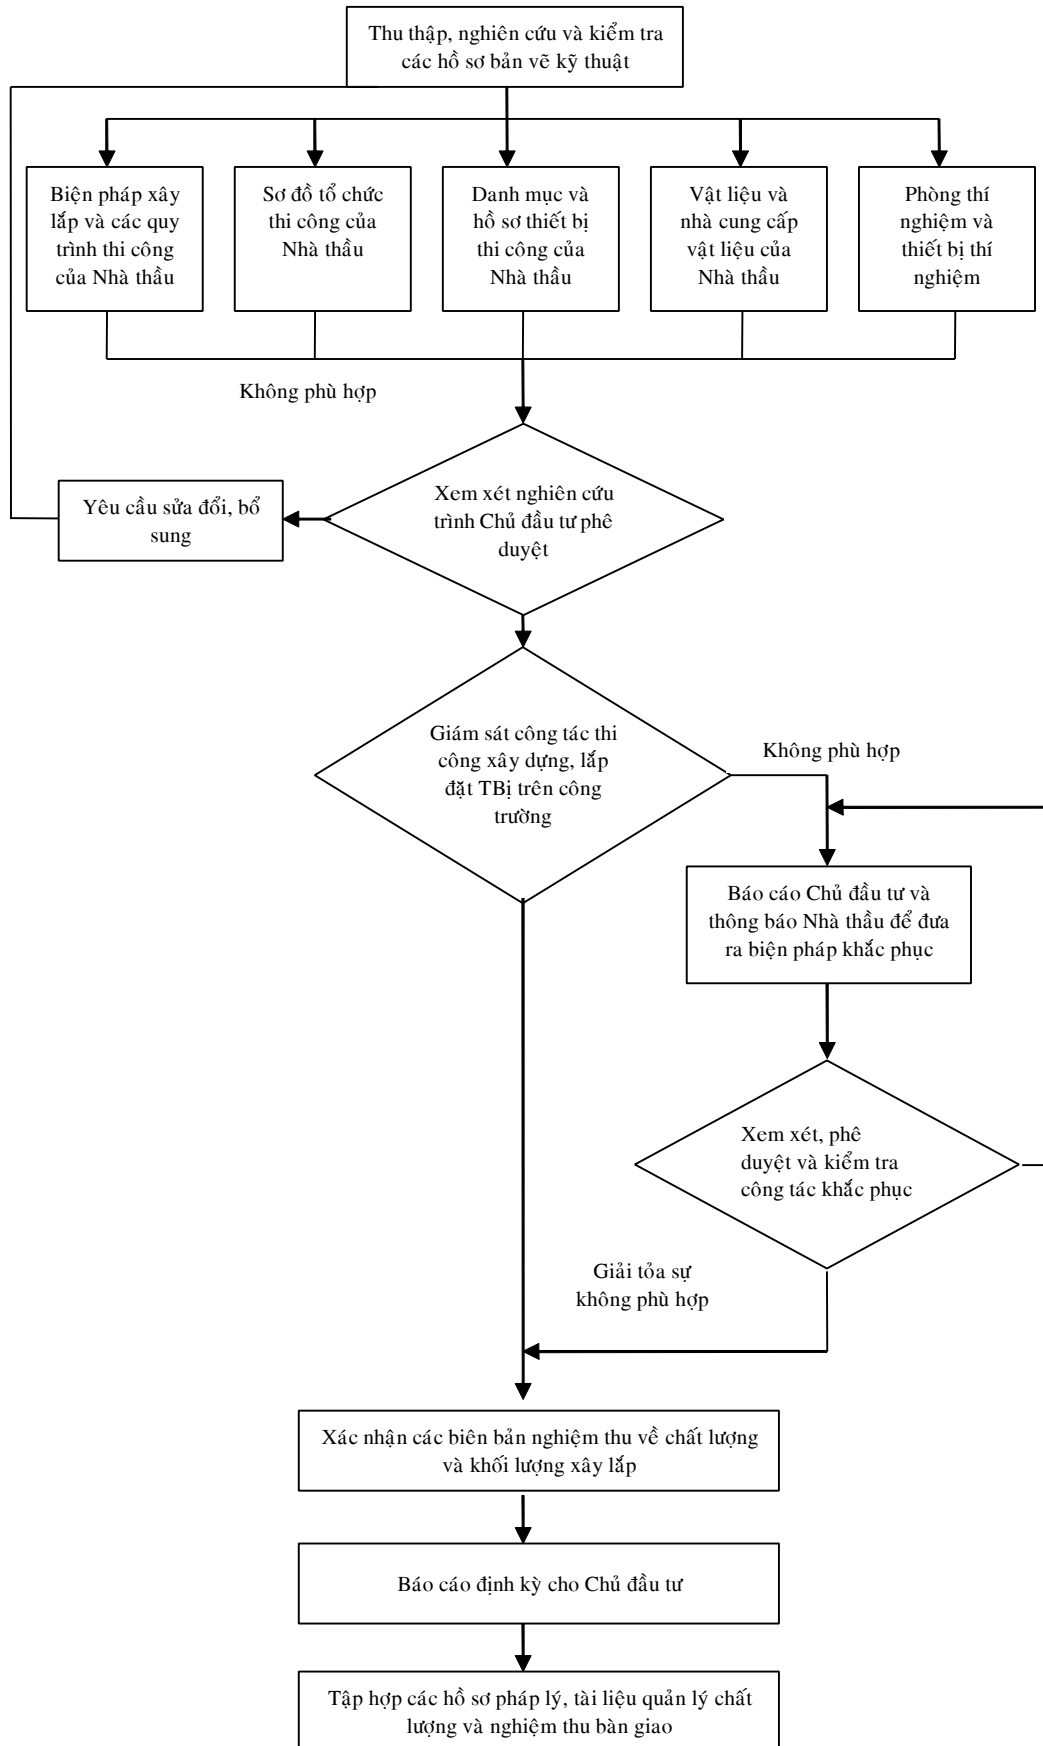 Thu thập, nghiên cứu và kiểm tra
các hồ sơ bản vẽ kỹ thuật
Biện pháp xây
lắp và các quy
trình thi công
của Nhà thầu
Sơ đồ tổ chức
thi công của
Nhà thầu
Danh mục và
hồ sơ thiết bị
thi công của
Nhà thầu
Vật liệu và
nhà cung cấp
vật liệu của
Nhà thầu
Phòng thí
nghiệm và
thiết bị thí
nghiệm
Không phù hợp
Xem xét nghiên cứu
trình Chủ đầu tư phê
duyệt
Yêu cầu sửa đổi, bổ
sung
Giám sát công tác thi
công xây dựng, lắp
đặt TBị trên công
trường
Không phù hợp
Báo cáo Chủ đầu tư và
thông báo Nhà thầu để đưa
ra biện pháp khắc phục
Xem xét, phê
duyệt và kiểm tra
công tác khắc phục
Giải tỏa sự
không phù hợp
Xác nhận các biên bản nghiệm thu về chất lượng
và khối lượng xây lắp
Báo cáo định kỳ cho Chủ đầu tư
Tập hợp các hồ sơ pháp lý, tài liệu quản lý chất
lượng và nghiệm thu bàn giao